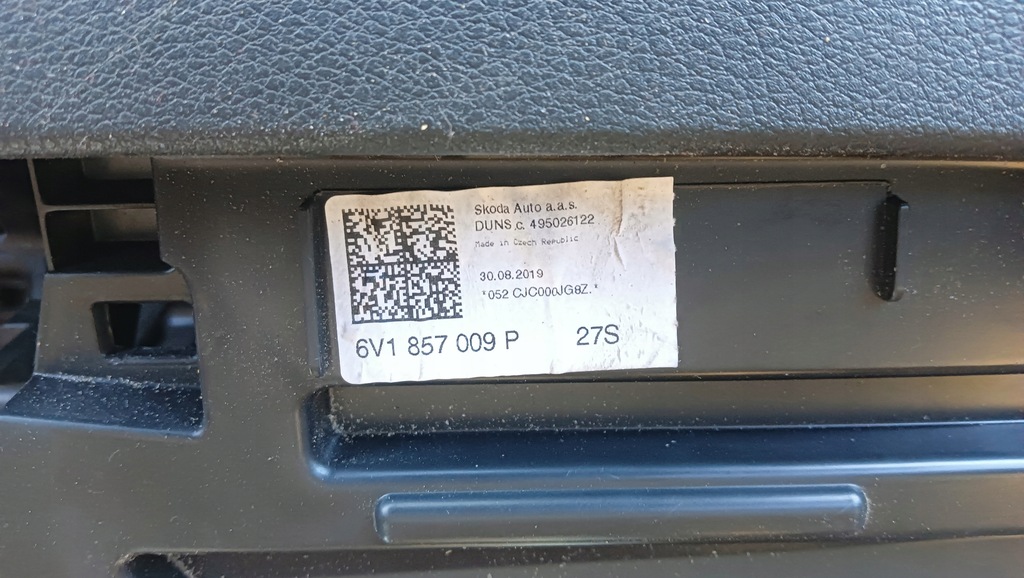 Skoda Auto a.a.s.
DUNS c. 495026122
Made in Czech Republic
30.08.2019
*052 CJC000JG8Z.*
6V1 857 009 P 27S